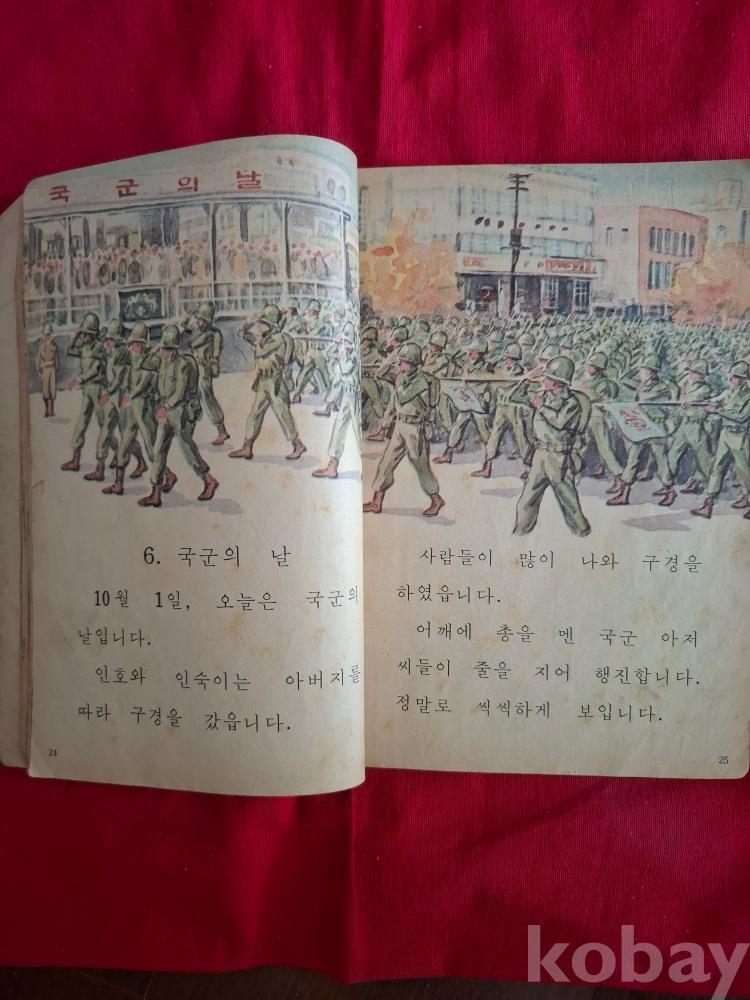 국군의 날
6. 국군의 날
10월 1일, 오늘은 국군의
날입니다.
인호와 인숙이는 아버지를
따라 구경을 갔읍니다.
24
사람들이 많이 나와 구경을
하였읍니다.
어깨에 총을 멘 국군 아저
씨들이 줄을 지어 행진합니다.
정말로 씩씩하게 보입니다.
25
kobay